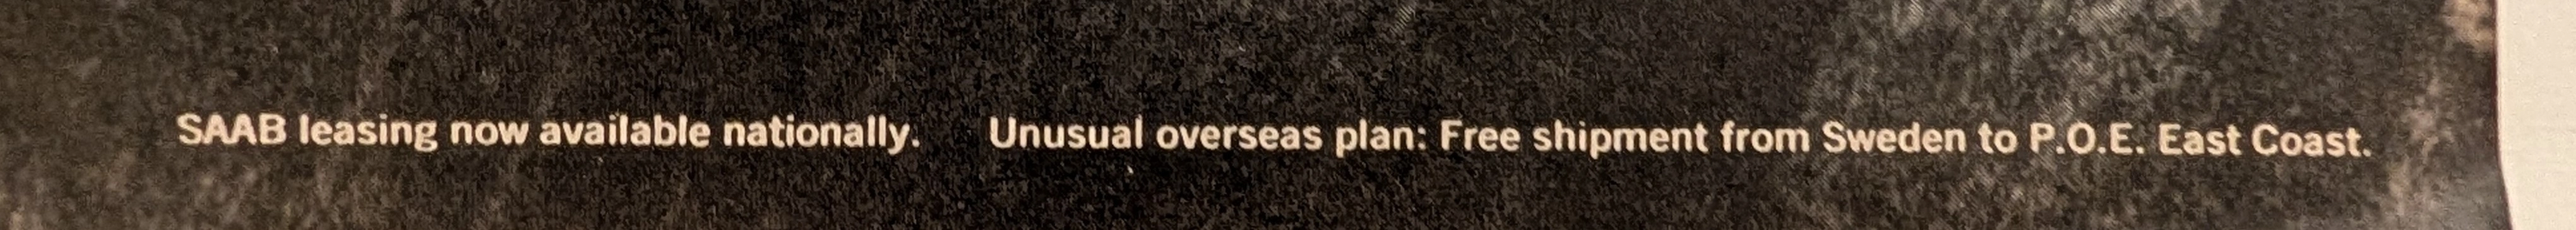 SAAB leasing now available nationally. Unusual overseas plan: Free shipment from Sweden to P.O.E. East Coast.